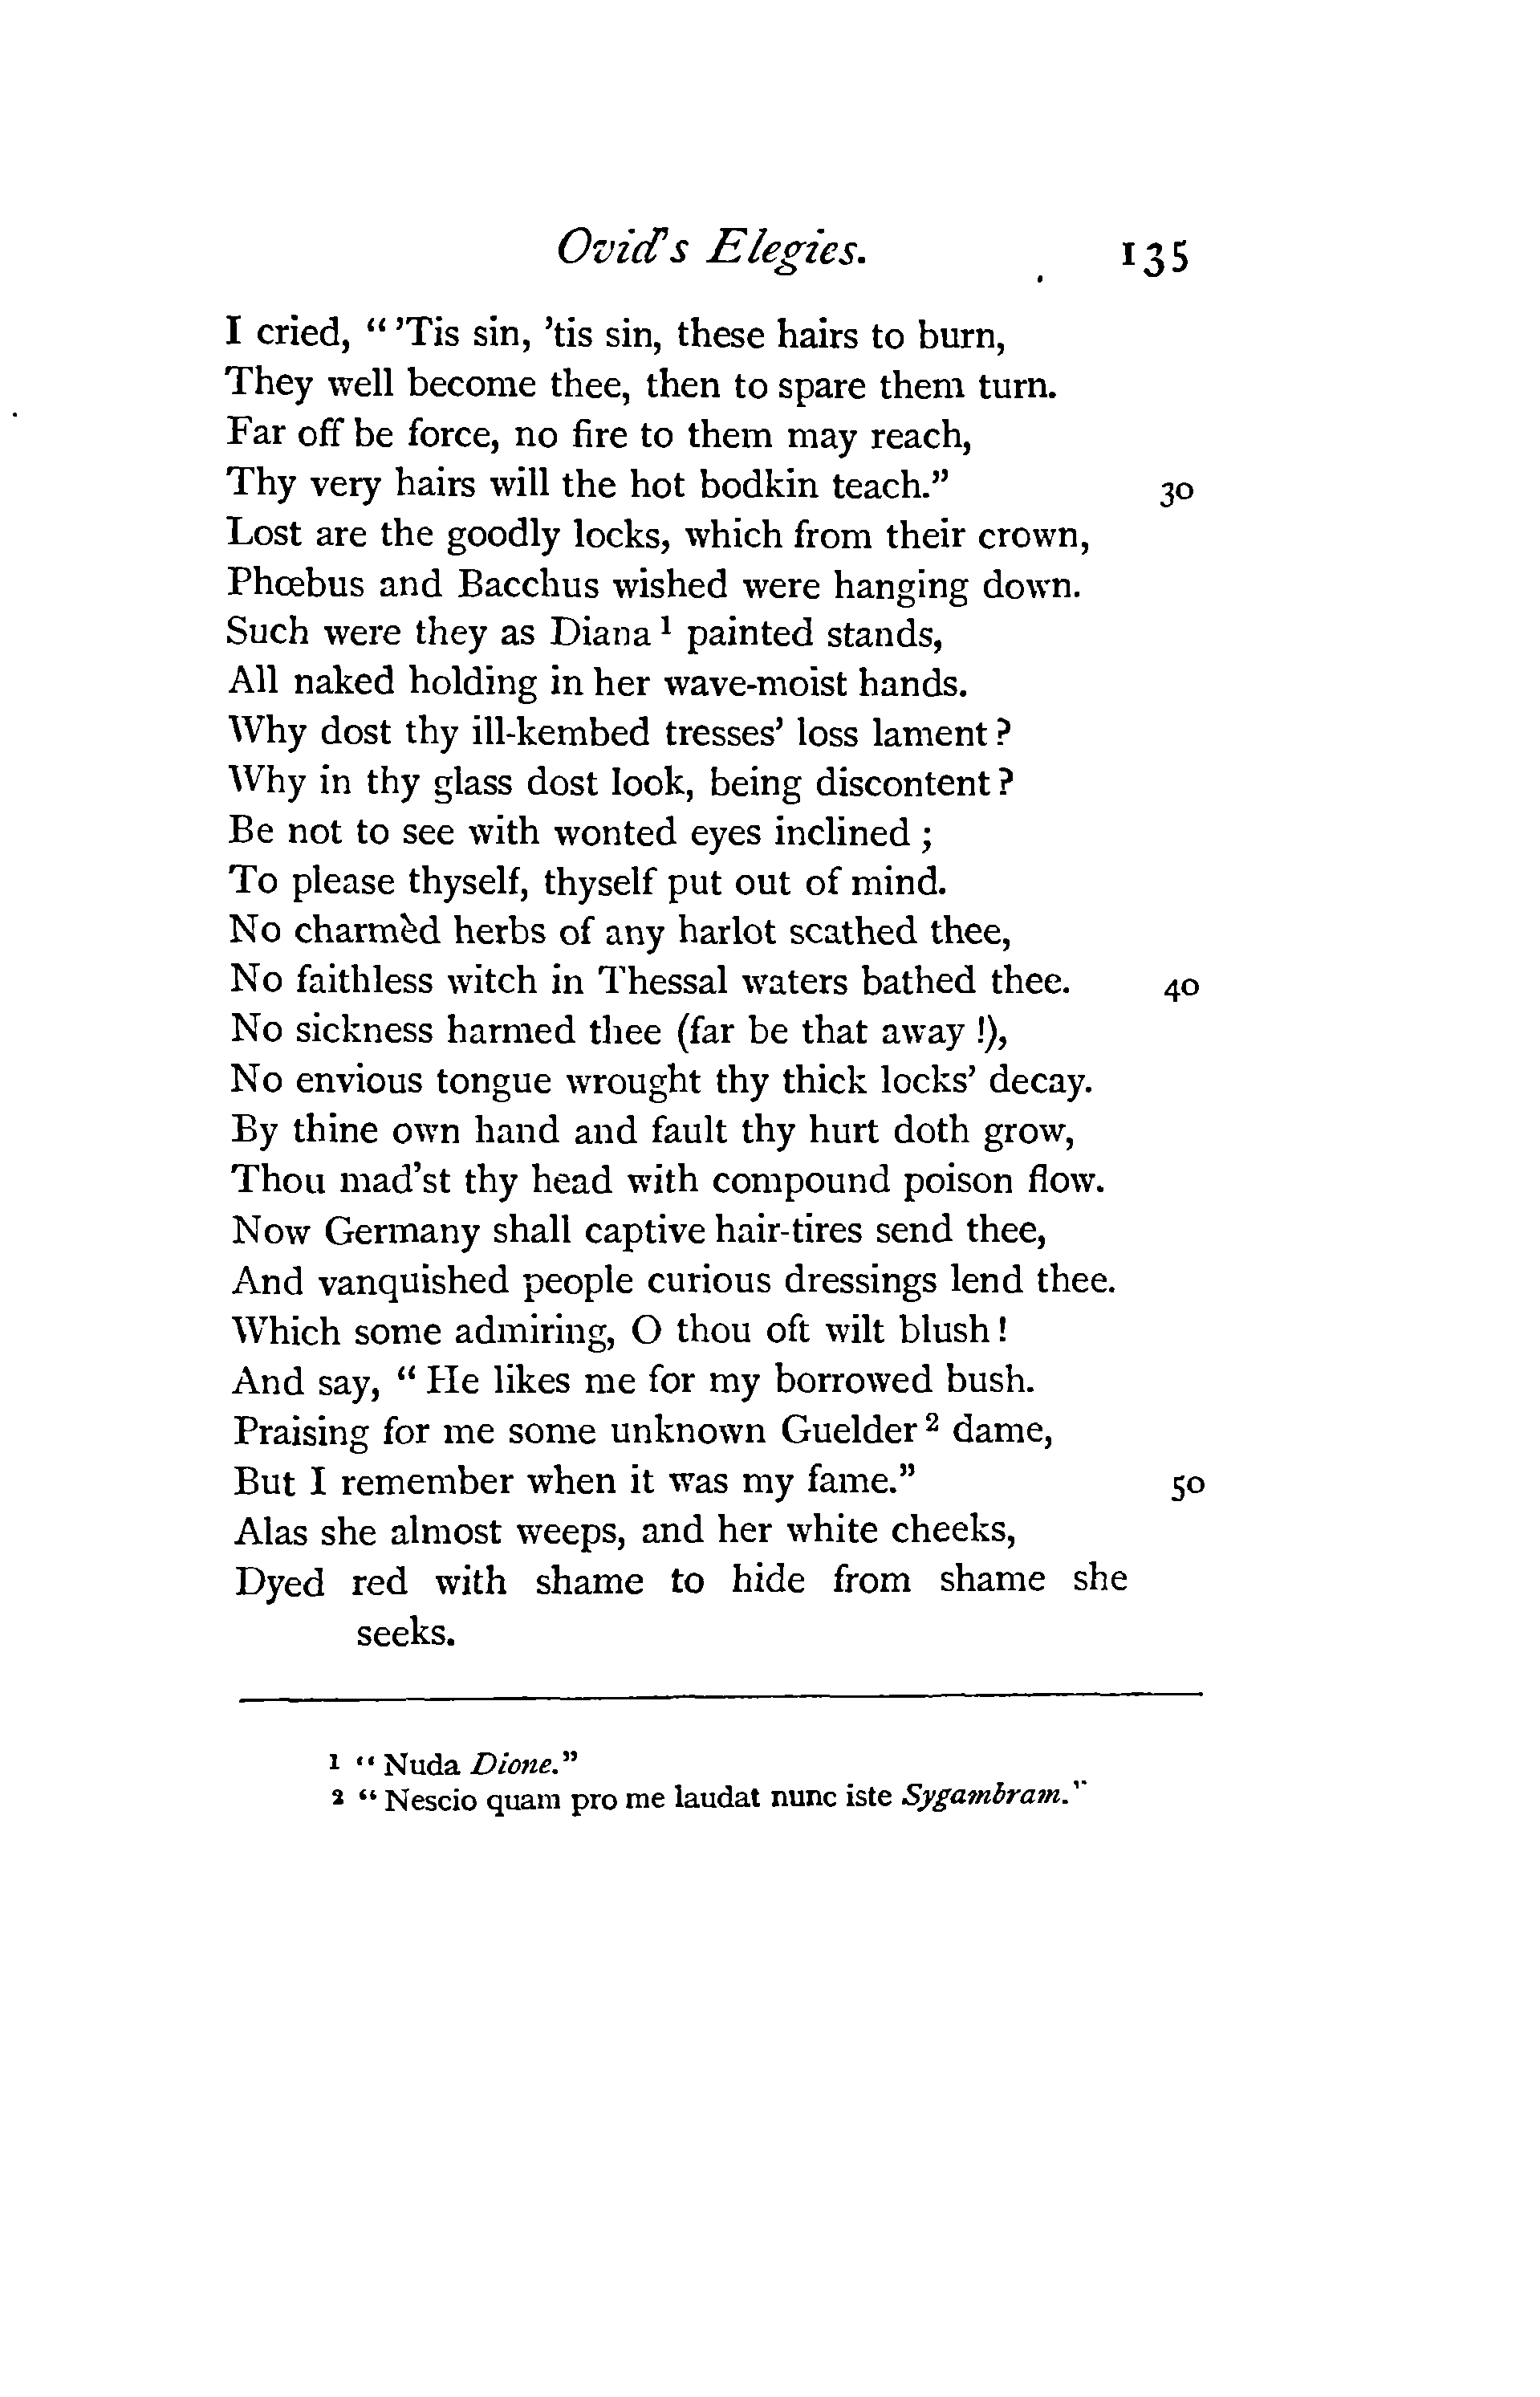 Ovid's Elegies. 135
I cried, “ 'Tis sin, 'tis sin, these hairs to burn,
They well become thee, then to spare them turn.
Far off be force, no fire to them may reach,
Thy very hairs will the hot bodkin teach.” 30
Lost are the goodly locks, which from their crown,
Phœbus and Bacchus wished were hanging down.
Such were they as Diana ¹ painted stands,
All naked holding in her wave-moist hands.
Why dost thy ill-kembed tresses' loss lament ?
Why in thy glass dost look, being discontent ?
Be not to see with wonted eyes inclined ;
To please thyself, thyself put out of mind.
No charmèd herbs of any harlot scathed thee,
No faithless witch in Thessal waters bathed thee. 40
No sickness harmed thee (far be that away !),
No envious tongue wrought thy thick locks' decay.
By thine own hand and fault thy hurt doth grow,
Thou mad'st thy head with compound poison flow.
Now Germany shall captive hair-tires send thee,
And vanquished people curious dressings lend thee.
Which some admiring, O thou oft wilt blush !
And say, “ He likes me for my borrowed bush.
Praising for me some unknown Guelder ² dame,
But I remember when it was my fame.” 50
Alas she almost weeps, and her white cheeks,
Dyed red with shame to hide from shame she
seeks.
¹ “ Nuda Dione.”
² “ Nescio quam pro me laudat nunc iste Sygambram.”